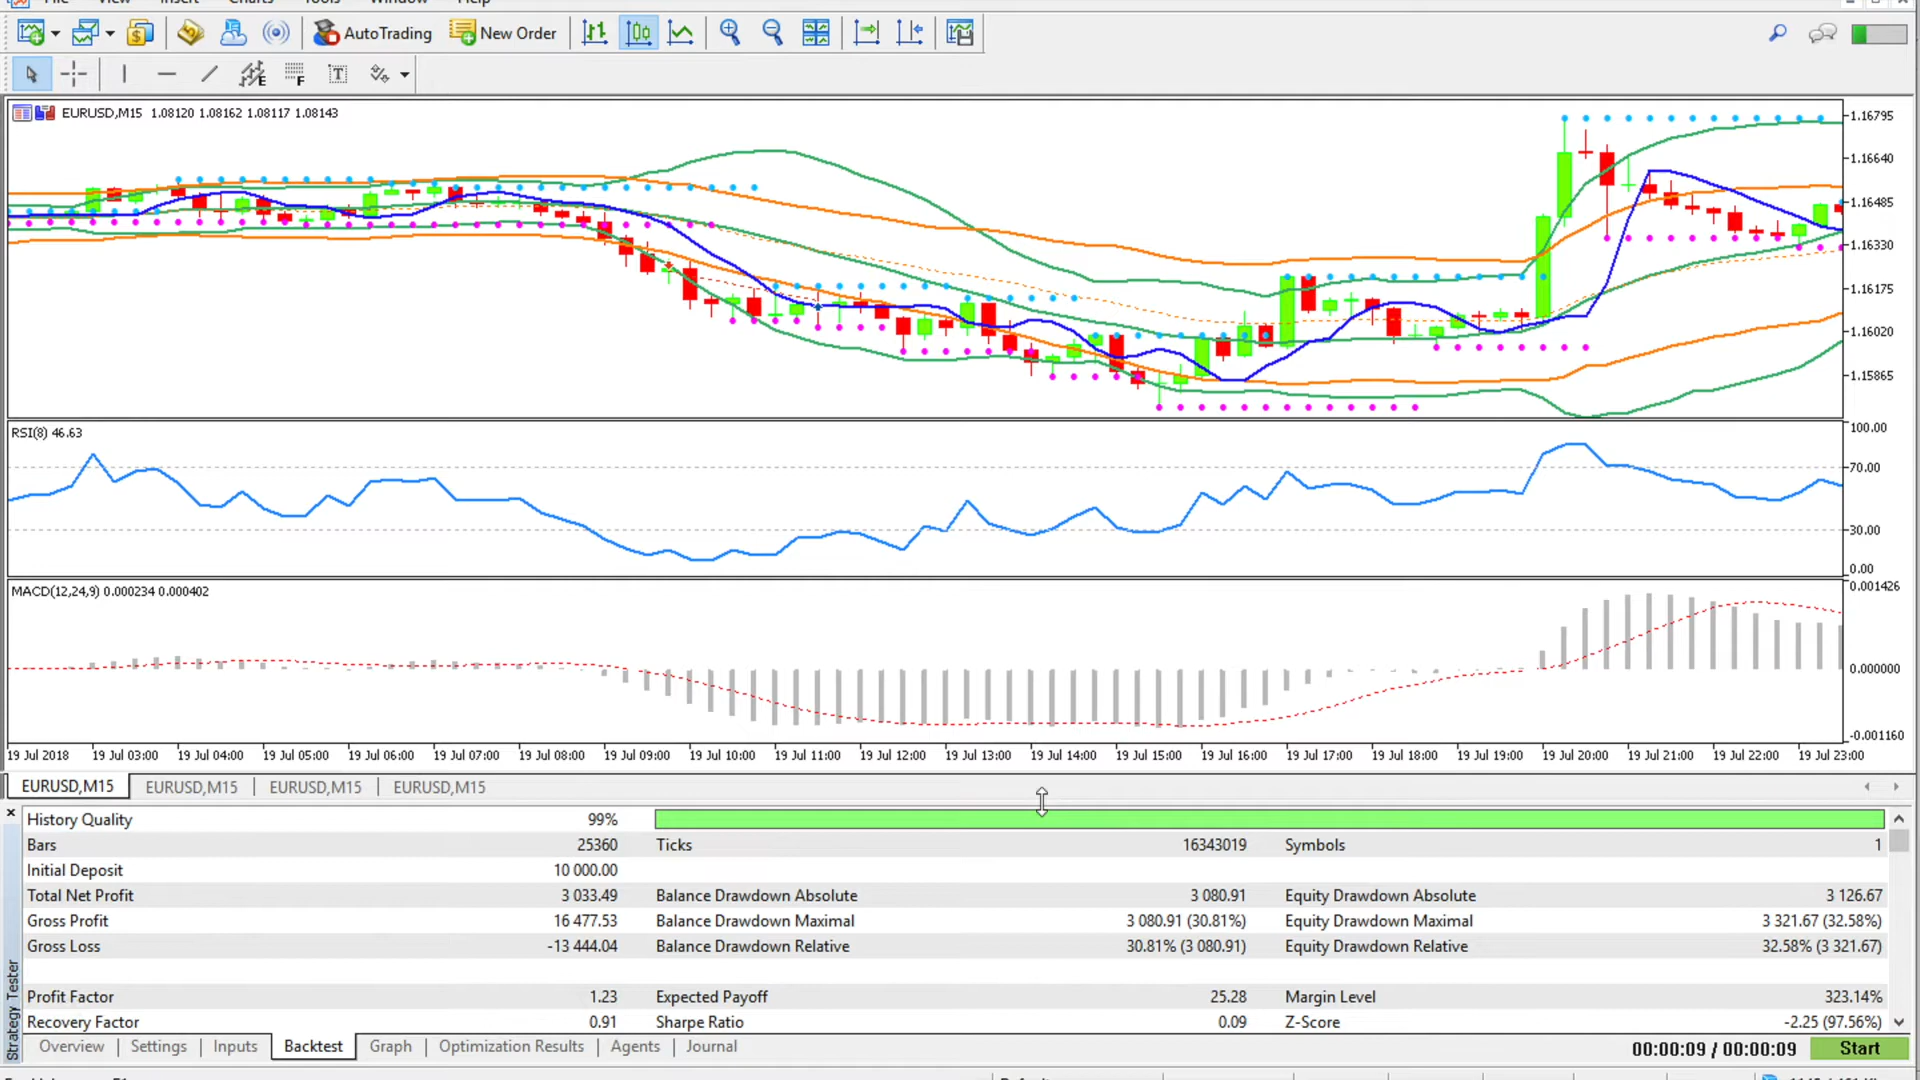 File View Insert Charts Tools Window Help
AutoTrading New Order
E F T
EURUSD,M15 1.08120 1.08162 1.08117 1.08143
1.16795
1.16640
1.16485
1.16330
1.16175
1.16020
1.15865
RSI(8) 46.63
100.00
70.00
30.00
0.00
MACD(12,24,9) 0.000234 0.000402
0.001426
0.000000
-0.001160
19 Jul 2018 19 Jul 03:00 19 Jul 04:00 19 Jul 05:00 19 Jul 06:00 19 Jul 07:00 19 Jul 08:00 19 Jul 09:00 19 Jul 10:00 19 Jul 11:00 19 Jul 12:00 19 Jul 13:00 19 Jul 14:00 19 Jul 15:00 19 Jul 16:00 19 Jul 17:00 19 Jul 18:00 19 Jul 19:00 19 Jul 20:00 19 Jul 21:00 19 Jul 22:00 19 Jul 23:00
EURUSD,M15 EURUSD,M15 EURUSD,M15 EURUSD,M15
History Quality 99%
Bars 25360 Ticks 16343019 Symbols 1
Initial Deposit 10 000.00
Total Net Profit 3 033.49 Balance Drawdown Absolute 3 080.91 Equity Drawdown Absolute 3 126.67
Gross Profit 16 477.53 Balance Drawdown Maximal 3 080.91 (30.81%) Equity Drawdown Maximal 3 321.67 (32.58%)
Gross Loss -13 444.04 Balance Drawdown Relative 30.81% (3 080.91) Equity Drawdown Relative 32.58% (3 321.67)
Profit Factor 1.23 Expected Payoff 25.28 Margin Level 323.14%
Recovery Factor 0.91 Sharpe Ratio 0.09 Z-Score -2.25 (97.56%)
Strategy Tester
Overview Settings Inputs Backtest Graph Optimization Results Agents Journal 00:00:09 / 00:00:09 Start